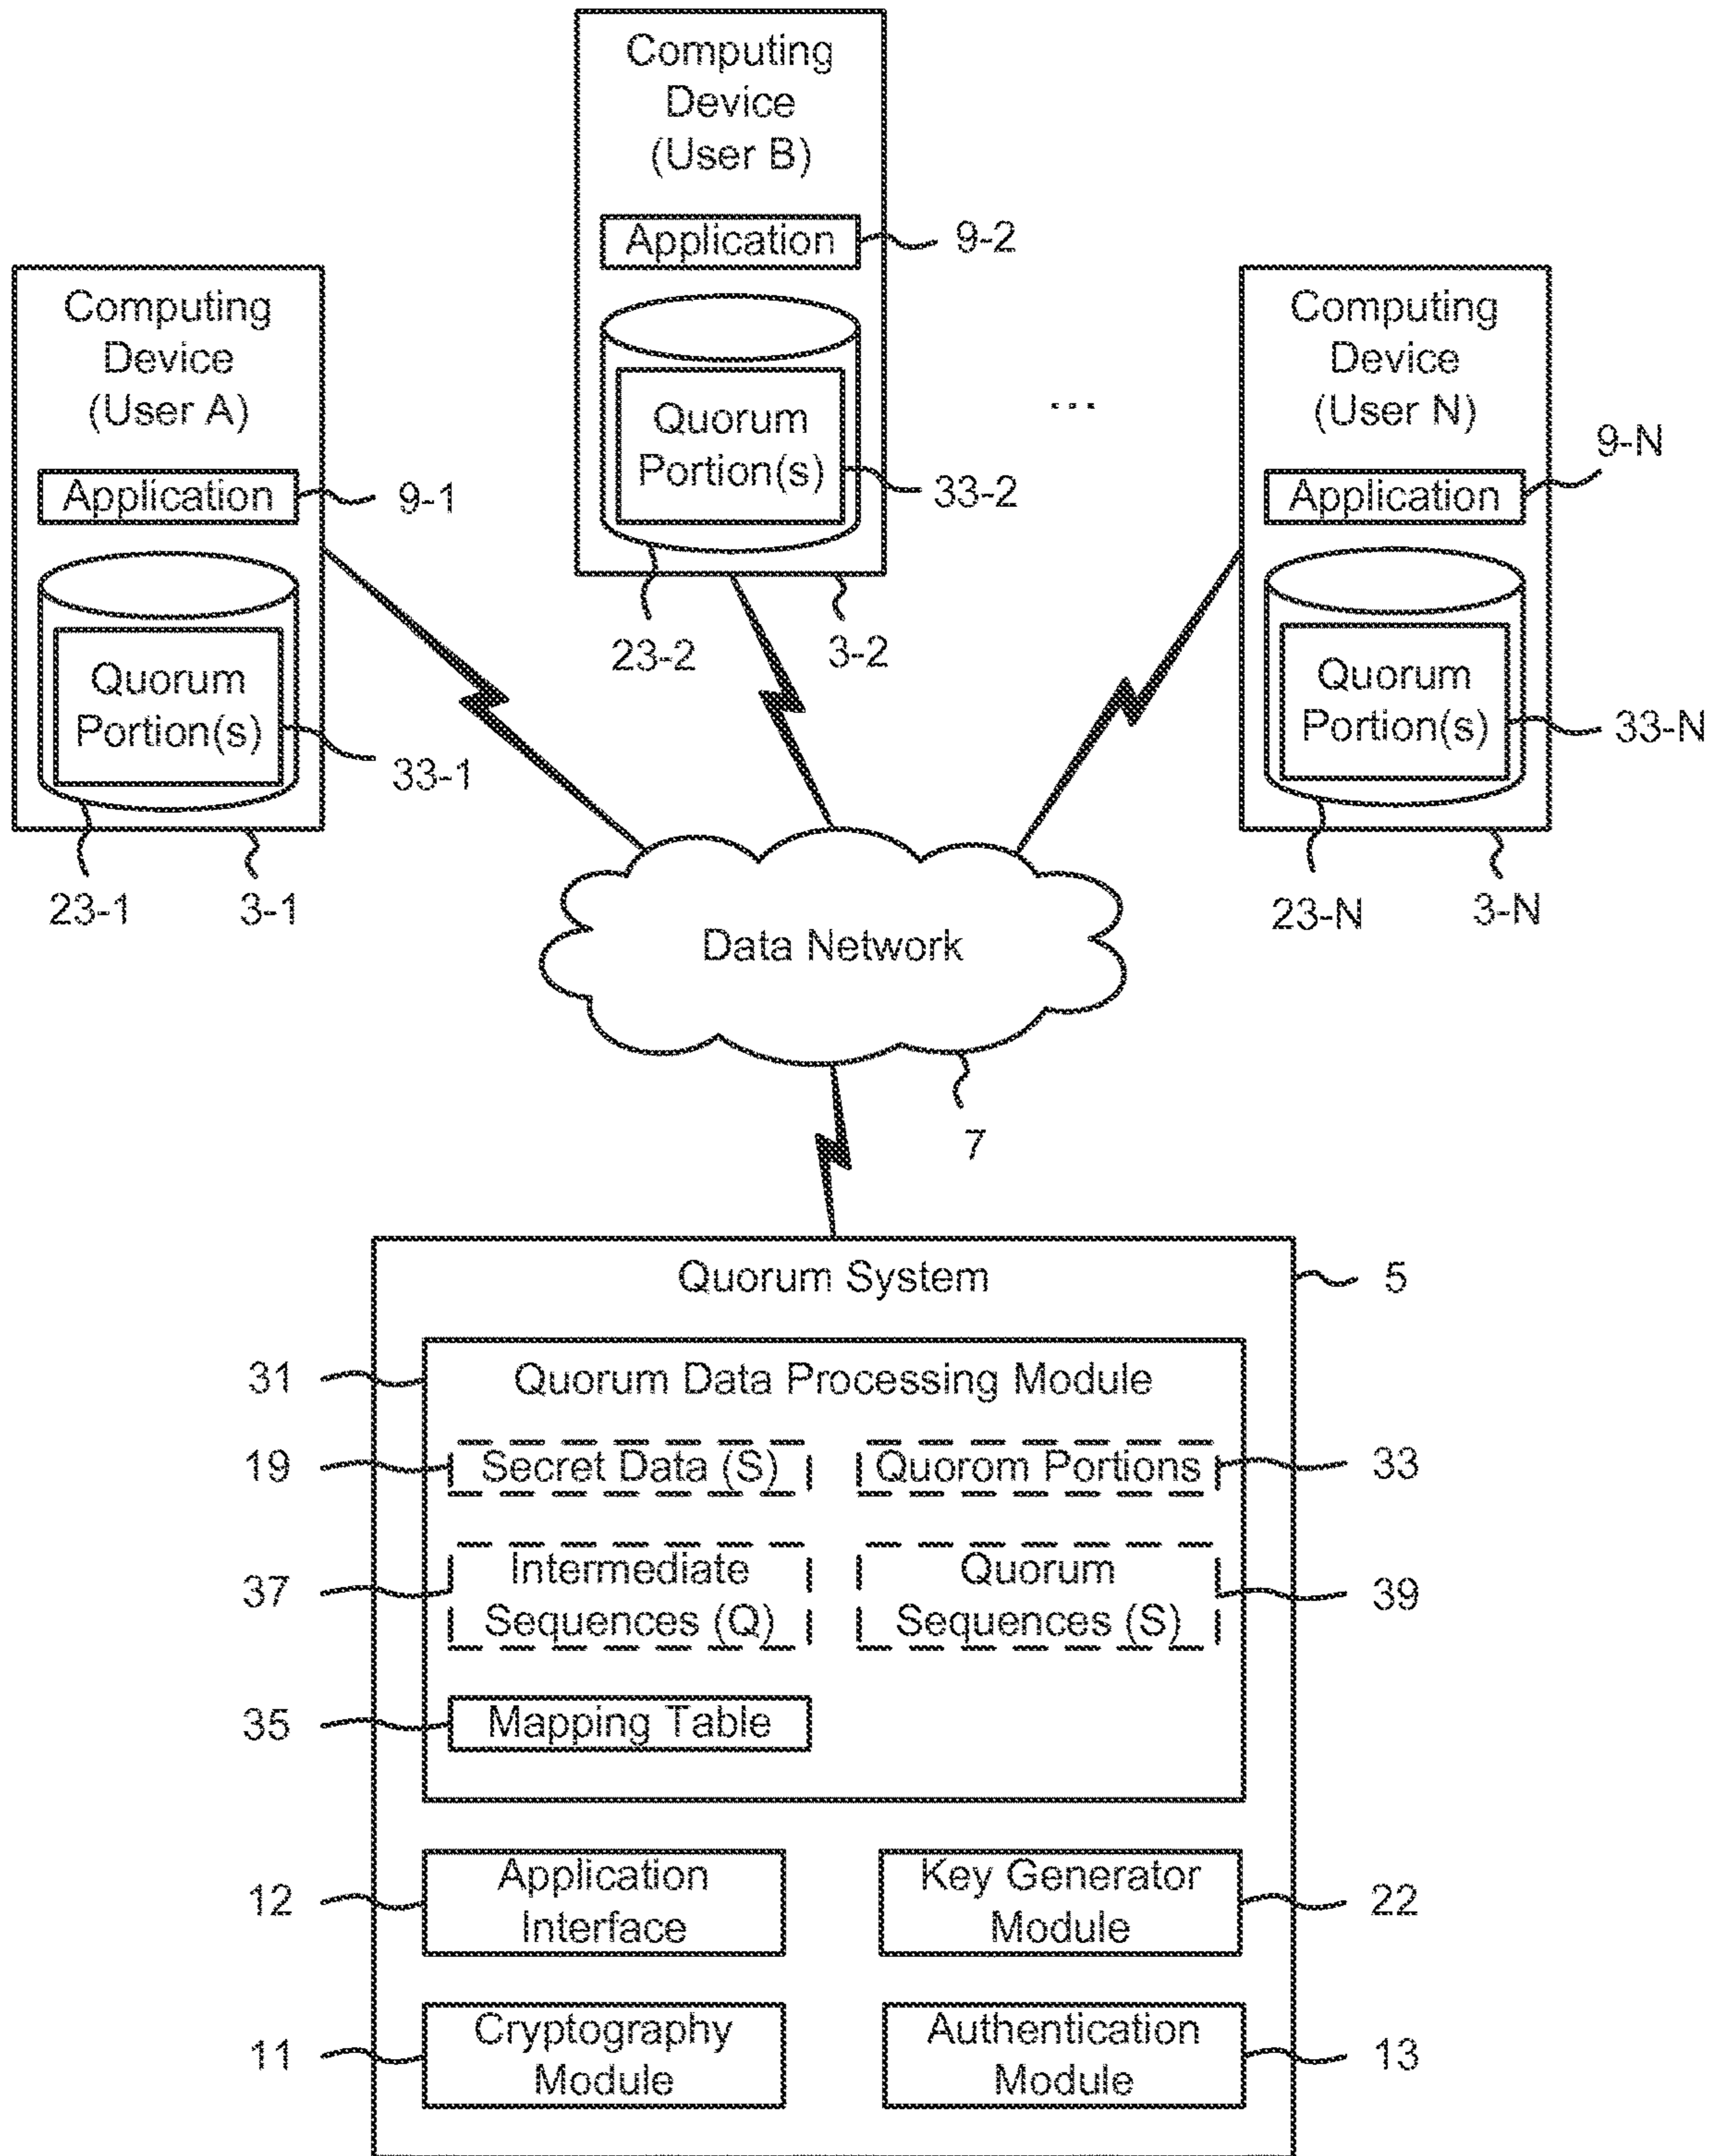 Computing
Device
(User B)
Application
9-2
Quorum
Portion(s)
33-2
23-2
3-2
Computing
Device
(User A)
Application
9-1
Quorum
Portion(s)
33-1
23-1
3-1
...
Computing
Device
(User N)
9-N
Application
Quorum
Portion(s)
33-N
23-N
3-N
Data Network
7
Quorum System
5
31
Quorum Data Processing Module
19
Secret Data (S)
Quorom Portions
33
37
Intermediate
Sequences (Q)
Quorum
Sequences (S)
39
35
Mapping Table
12
Application
Interface
Key Generator
Module
22
11
Cryptography
Module
Authentication
Module
13